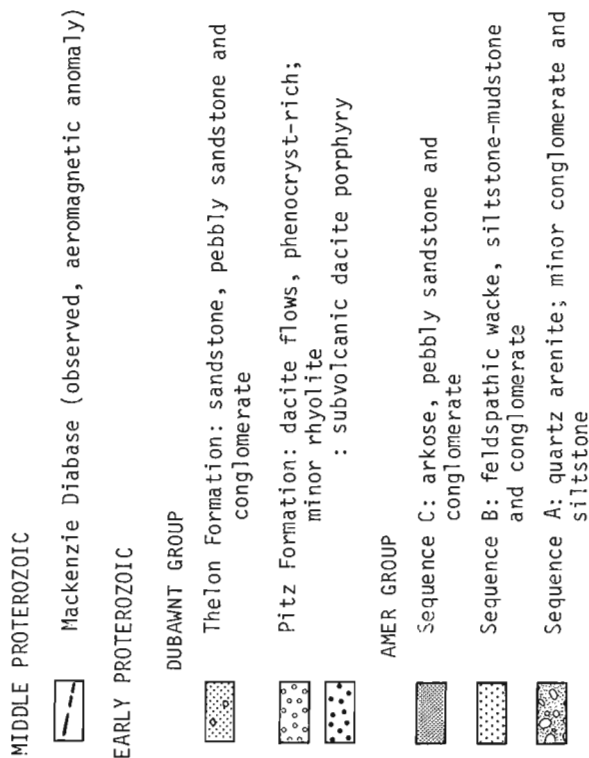 MIDDLE PROTEROZOIC
Mackenzie Diabase (observed, aeromagnetic anomaly)
EARLY PROTEROZOIC
DUBAWNT GROUP
Thelon Formation: sandstone, pebbly sandstone and
conglomerate
Pitz Formation: dacite flows, phenocryst-rich;
minor rhyolite
: subvolcanic dacite porphyry
AMER GROUP
Sequence C: arkose, pebbly sandstone and
conglomerate
Sequence B: feldspathic wacke, siltstone-mudstone
and conglomerate
Sequence A: quartz arenite; minor conglomerate and
siltstone